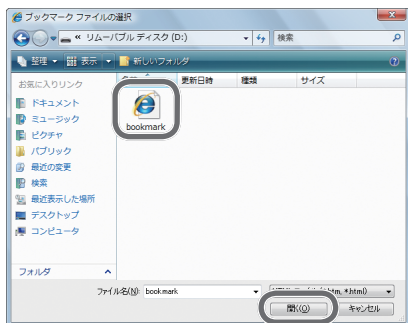 ブックマーク ファイルの選択
« リムーバブル ディスク (D:)
検索
整理
表示
新しいフォルダ
お気に入りリンク
更新日時
種類
サイズ
ドキュメント
ミュージック
ピクチャ
パブリック
最近の変更
検索
最近表示した場所
デスクトップ
コンピュータ
bookmark
フォルダ
ファイル名(N):
bookmark
*.html)
開く(O)
キャンセル